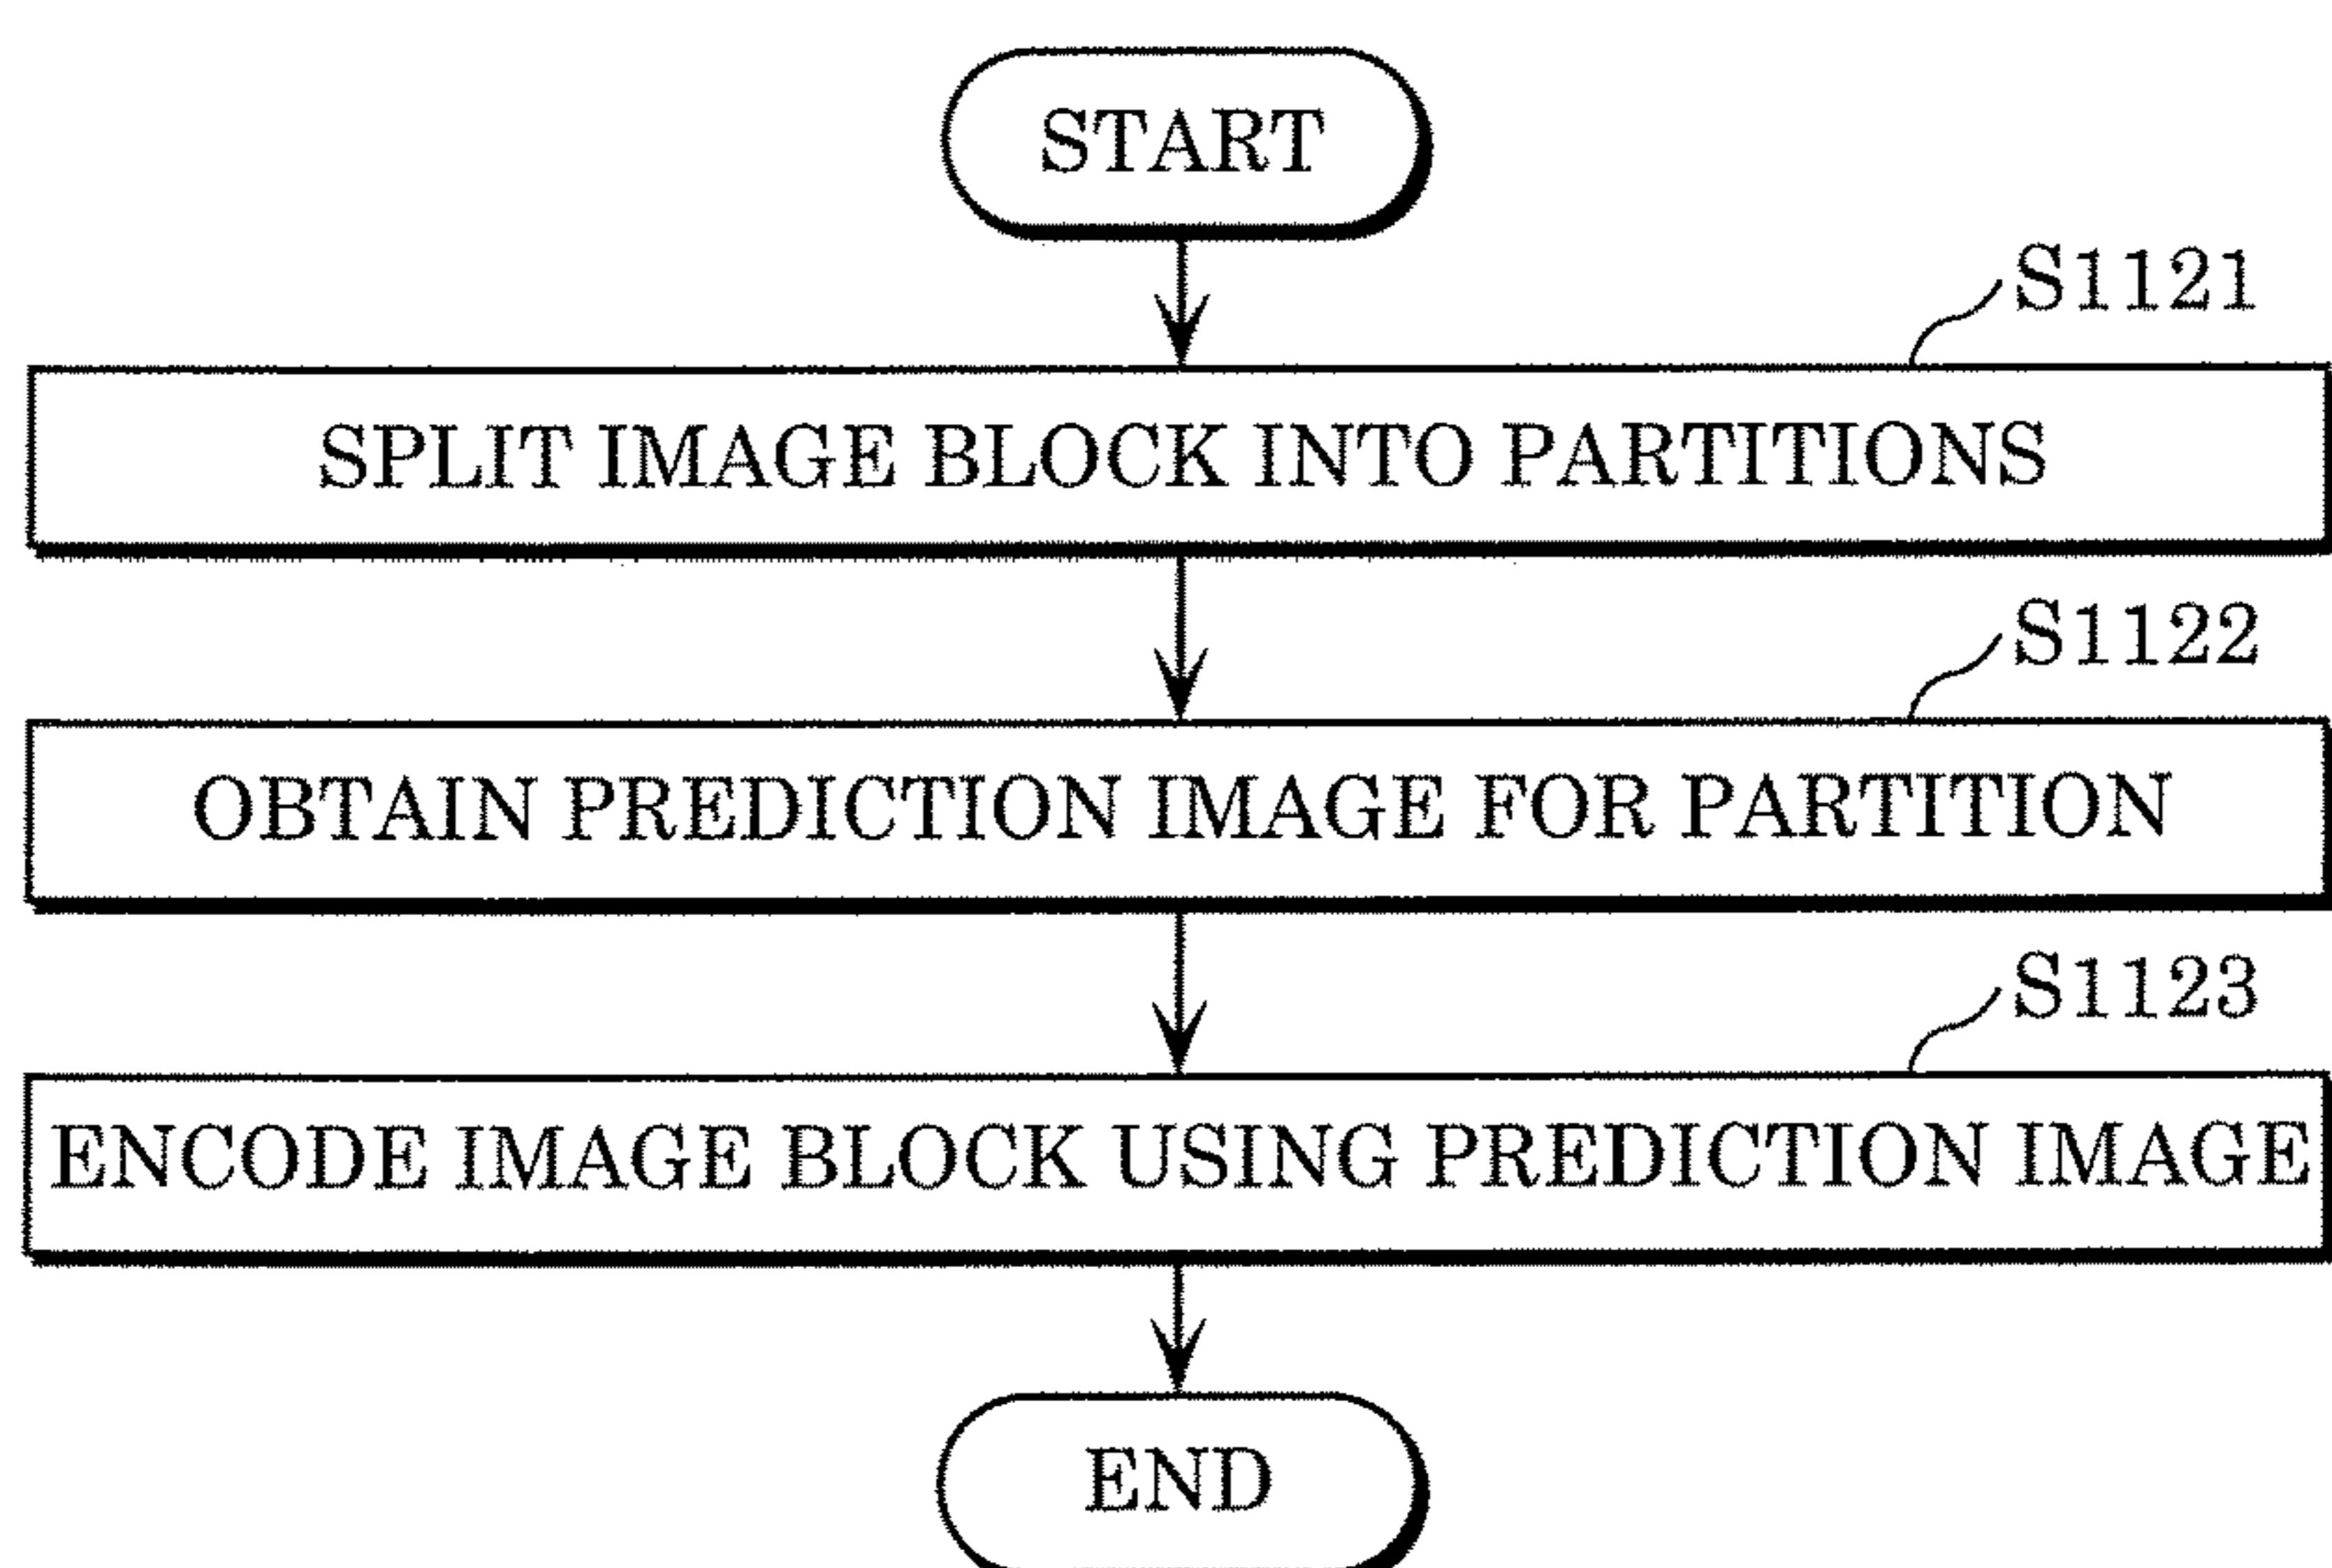 START
S1121
SPLIT IMAGE BLOCK INTO PARTITIONS
S1122
OBTAIN PREDICTION IMAGE FOR PARTITION
S1123
ENCODE IMAGE BLOCK USING PREDICTION IMAGE
END